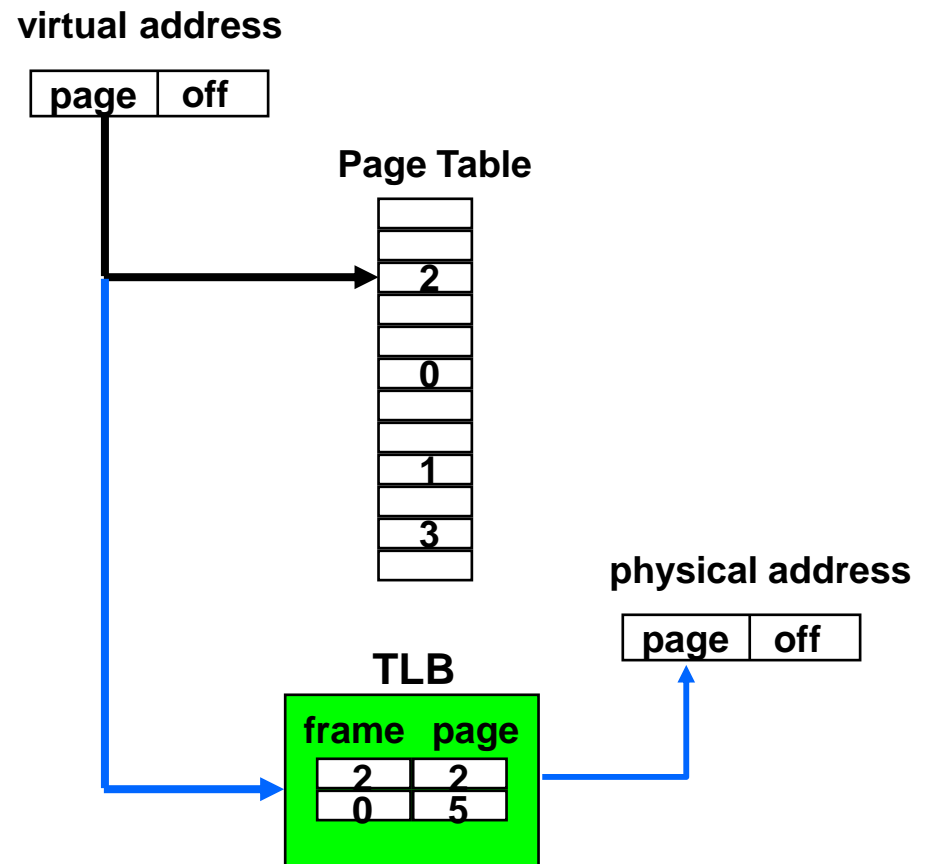 virtual address
page off
Page Table
2
0
1
3
physical address
page off
TLB
frame page
2 2
0 5